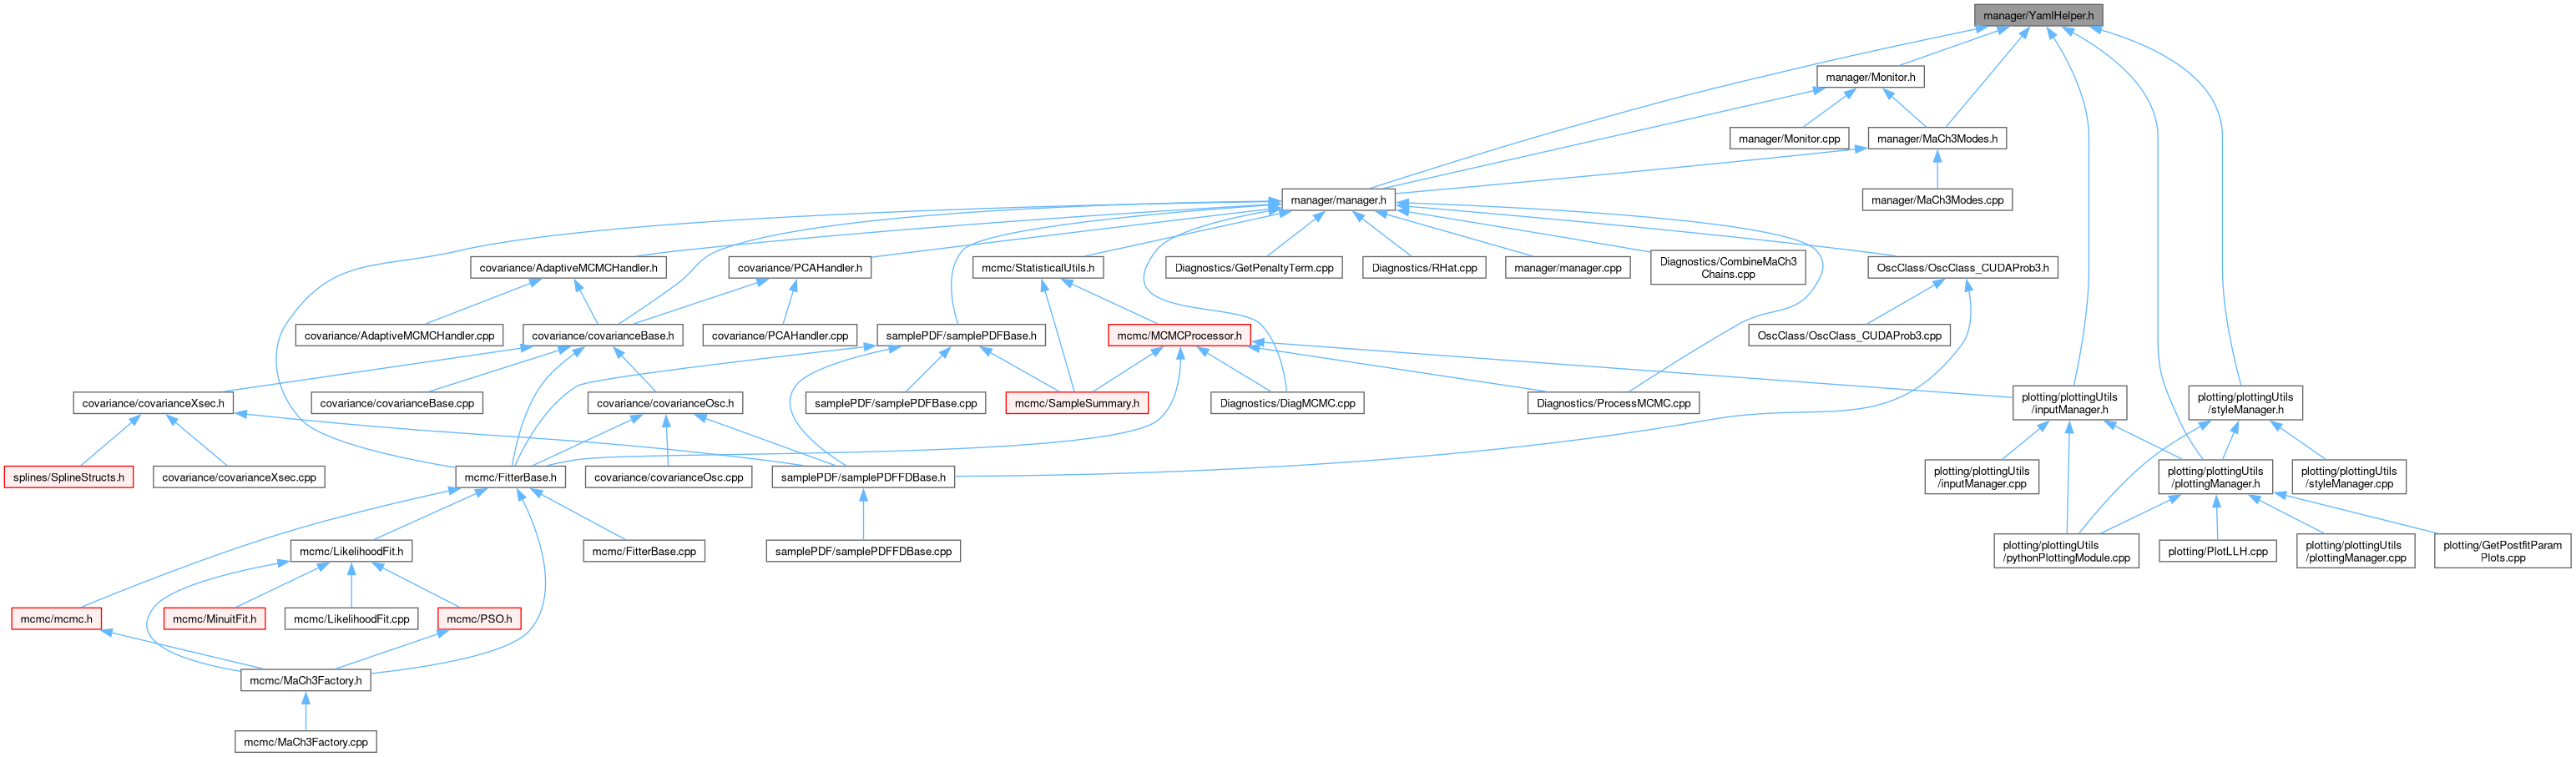 manager/YamlHelper.h
manager/Monitor.h
manager/Monitor.cpp
manager/MaCh3Modes.h
manager/manager.h
manager/MaCh3Modes.cpp
covariance/AdaptiveMCMCHandler.h
covariance/PCAHandler.h
mcmc/StatisticalUtils.h
Diagnostics/GetPenaltyTerm.cpp
Diagnostics/RHat.cpp
manager/manager.cpp
Diagnostics/CombineMaCh3
Chains.cpp
OscClass/OscClass_CUDAProb3.h
covariance/AdaptiveMCMCHandler.cpp
covariance/covarianceBase.h
covariance/PCAHandler.cpp
samplePDF/samplePDFBase.h
mcmc/MCMCProcessor.h
OscClass/OscClass_CUDAProb3.cpp
covariance/covarianceXsec.h
covariance/covarianceBase.cpp
covariance/covarianceOsc.h
samplePDF/samplePDFBase.cpp
mcmc/SampleSummary.h
Diagnostics/DiagMCMC.cpp
Diagnostics/ProcessMCMC.cpp
plotting/plottingUtils
/inputManager.h
plotting/plottingUtils
/styleManager.h
splines/SplineStructs.h
covariance/covarianceXsec.cpp
mcmc/FitterBase.h
covariance/covarianceOsc.cpp
samplePDF/samplePDFFDBase.h
plotting/plottingUtils
/inputManager.cpp
plotting/plottingUtils
/plottingManager.h
plotting/plottingUtils
/styleManager.cpp
mcmc/LikelihoodFit.h
mcmc/FitterBase.cpp
samplePDF/samplePDFFDBase.cpp
plotting/plottingUtils
/pythonPlottingModule.cpp
plotting/PlotLLH.cpp
plotting/plottingUtils
/plottingManager.cpp
plotting/GetPostfitParam
Plots.cpp
mcmc/mcmc.h
mcmc/MinuitFit.h
mcmc/LikelihoodFit.cpp
mcmc/PSO.h
mcmc/MaCh3Factory.h
mcmc/MaCh3Factory.cpp